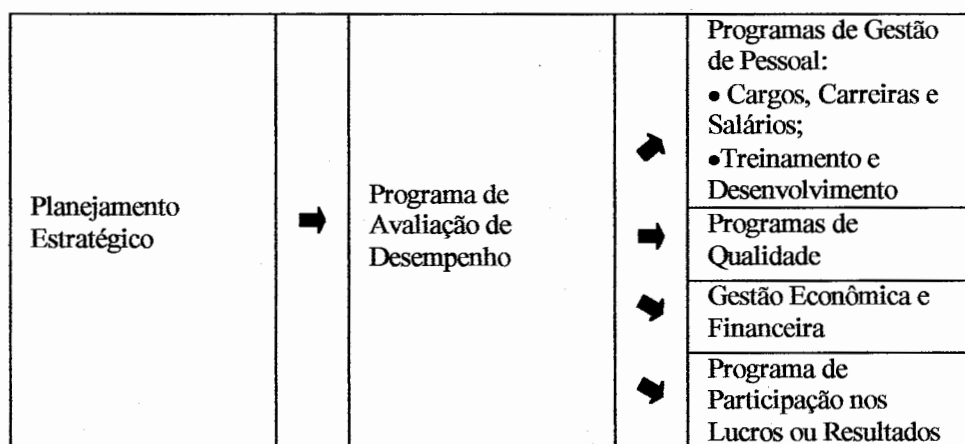 Planejamento
Estratégico
Programa de
Avaliação de
Desempenho
Programas de Gestão
de Pessoal:
• Cargos, Carreiras e
Salários;
•Treinamento e
Desenvolvimento
Programas de
Qualidade
Gestão Econômica e
Financeira
Programa de
Participação nos
Lucros ou Resultados